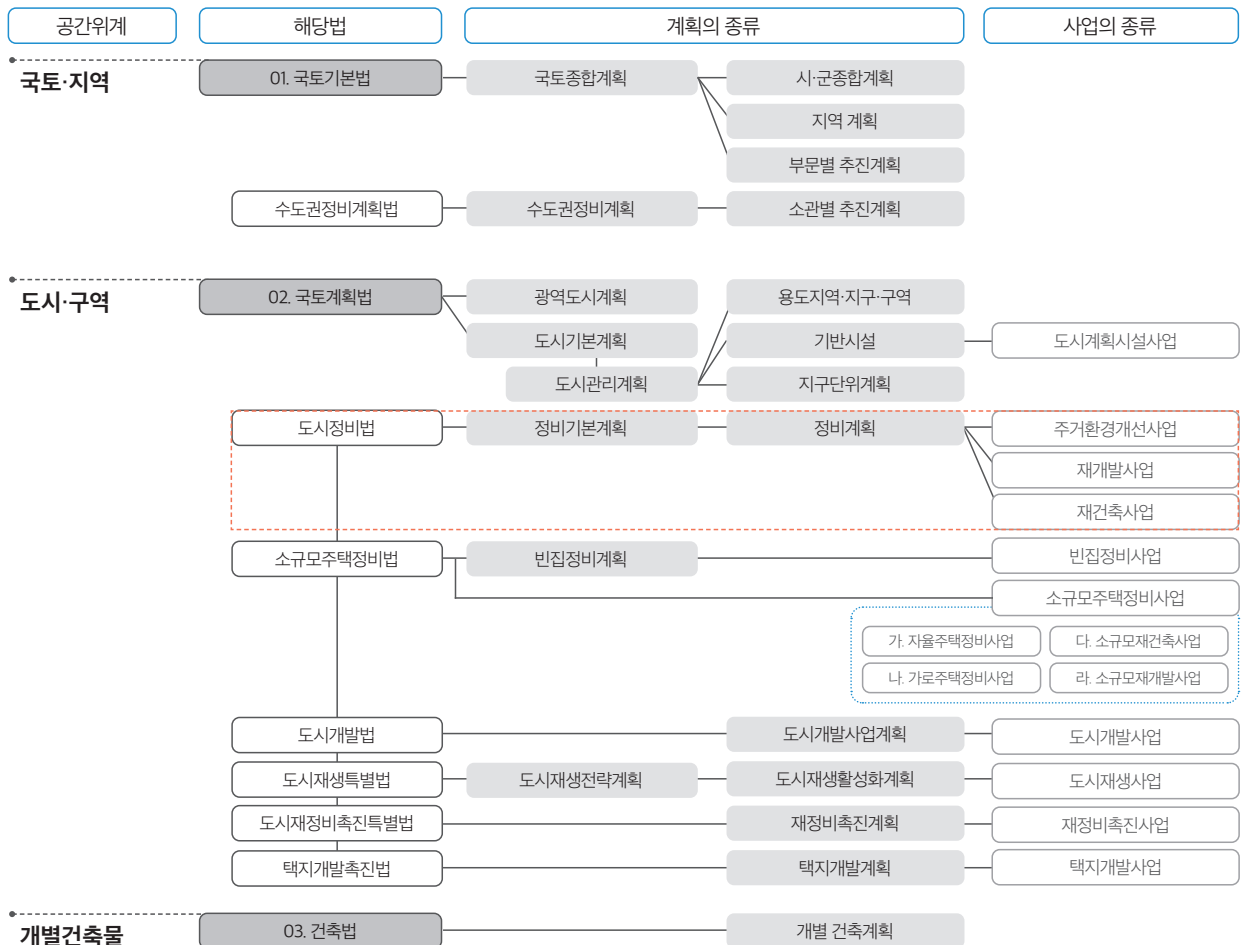 공간위계 해당법 계획의 종류 사업의 종류
국토·지역 01. 국토기본법 국토종합계획 시·군종합계획
지역 계획
부문별 추진계획
수도권정비계획법 수도권정비계획 소관별 추진계획
도시·구역 02. 국토계획법 광역도시계획 용도지역·지구·구역
도시기본계획 기반시설 도시계획시설사업
도시관리계획 지구단위계획
도시정비법 정비기본계획 정비계획 주거환경개선사업
재개발사업
재건축사업
소규모주택정비법 빈집정비계획 빈집정비사업
소규모주택정비사업
가. 자율주택정비사업 다. 소규모재건축사업
나. 가로주택정비사업 라. 소규모재개발사업
도시개발법 도시개발사업계획 도시개발사업
도시재생특별법 도시재생전략계획 도시재생활성화계획 도시재생사업
도시재정비촉진특별법 재정비촉진계획 재정비촉진사업
택지개발촉진법 택지개발계획 택지개발사업
개별건축물 03. 건축법 개별 건축계획